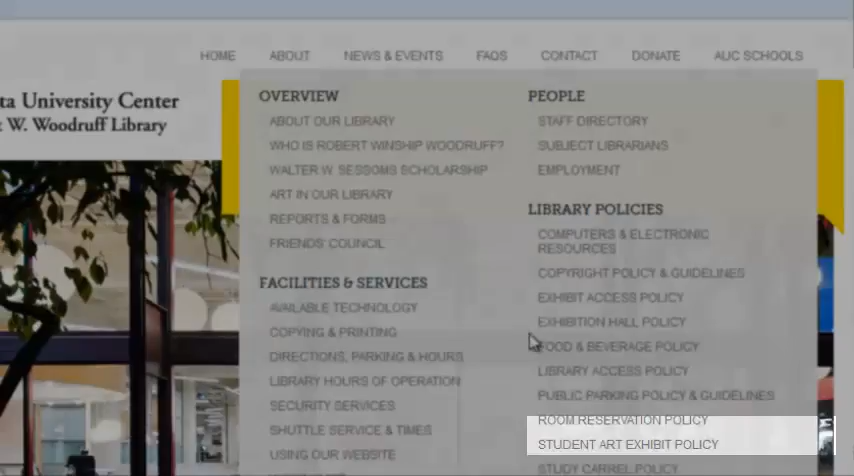 HOME ABOUT NEWS & EVENTS FAQS CONTACT DONATE AUC SCHOOLS
ta University Center
t W. Woodruff Library
OVERVIEW
ABOUT OUR LIBRARY
WHO IS ROBERT WINSHIP WOODRUFF?
WALTER W. SESSOMS SCHOLARSHIP
ART IN OUR LIBRARY
REPORTS & FORMS
FRIENDS' COUNCIL
FACILITIES & SERVICES
AVAILABLE TECHNOLOGY
COPYING & PRINTING
DIRECTIONS, PARKING & HOURS
LIBRARY HOURS OF OPERATION
SECURITY SERVICES
SHUTTLE SERVICE & TIMES
USING OUR WEBSITE
PEOPLE
STAFF DIRECTORY
SUBJECT LIBRARIANS
EMPLOYMENT
LIBRARY POLICIES
COMPUTERS & ELECTRONIC
RESOURCES
COPYRIGHT POLICY & GUIDELINES
EXHIBIT ACCESS POLICY
EXHIBITION HALL POLICY
FOOD & BEVERAGE POLICY
LIBRARY ACCESS POLICY
PUBLIC PARKING POLICY & GUIDELINES
ROOM RESERVATION POLICY
STUDENT ART EXHIBIT POLICY
STUDY CARREL POLICY